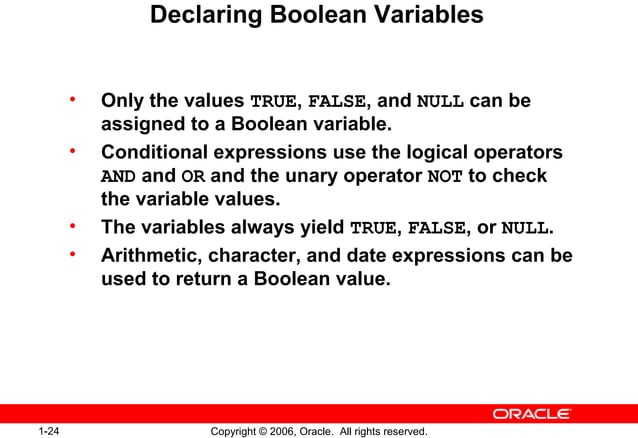 Declaring Boolean Variables
• Only the values TRUE, FALSE, and NULL can be
assigned to a Boolean variable.
• Conditional expressions use the logical operators
AND and OR and the unary operator NOT to check
the variable values.
• The variables always yield TRUE, FALSE, or NULL.
• Arithmetic, character, and date expressions can be
used to return a Boolean value.
ORACLE
1-24 Copyright © 2006, Oracle. All rights reserved.